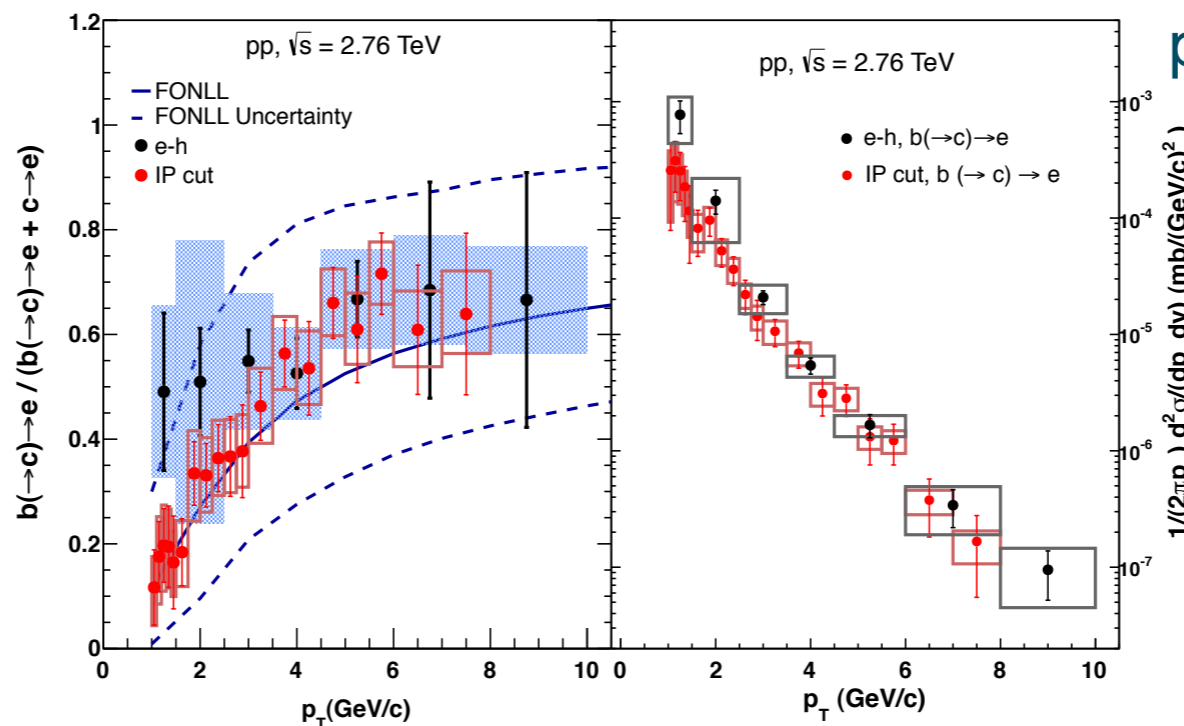 pp, √s = 2.76 TeV
FONLL
FONLL Uncertainty
e-h
IP cut
b(→c)→e / (b(→c)→e + c→e)
0
0.2
0.4
0.6
0.8
1
1.2
0
2
4
6
8
10
p_T(GeV/c)
pp, √s = 2.76 TeV
e-h, b(→c)→e
IP cut, b (→ c) → e
2
4
6
8
10
p_T (GeV/c)
10⁻³
10⁻⁴
10⁻⁵
10⁻⁶
10⁻⁷
1/(2πp ) d²σ/(dp dy) (mb/(GeV/c)² )
p